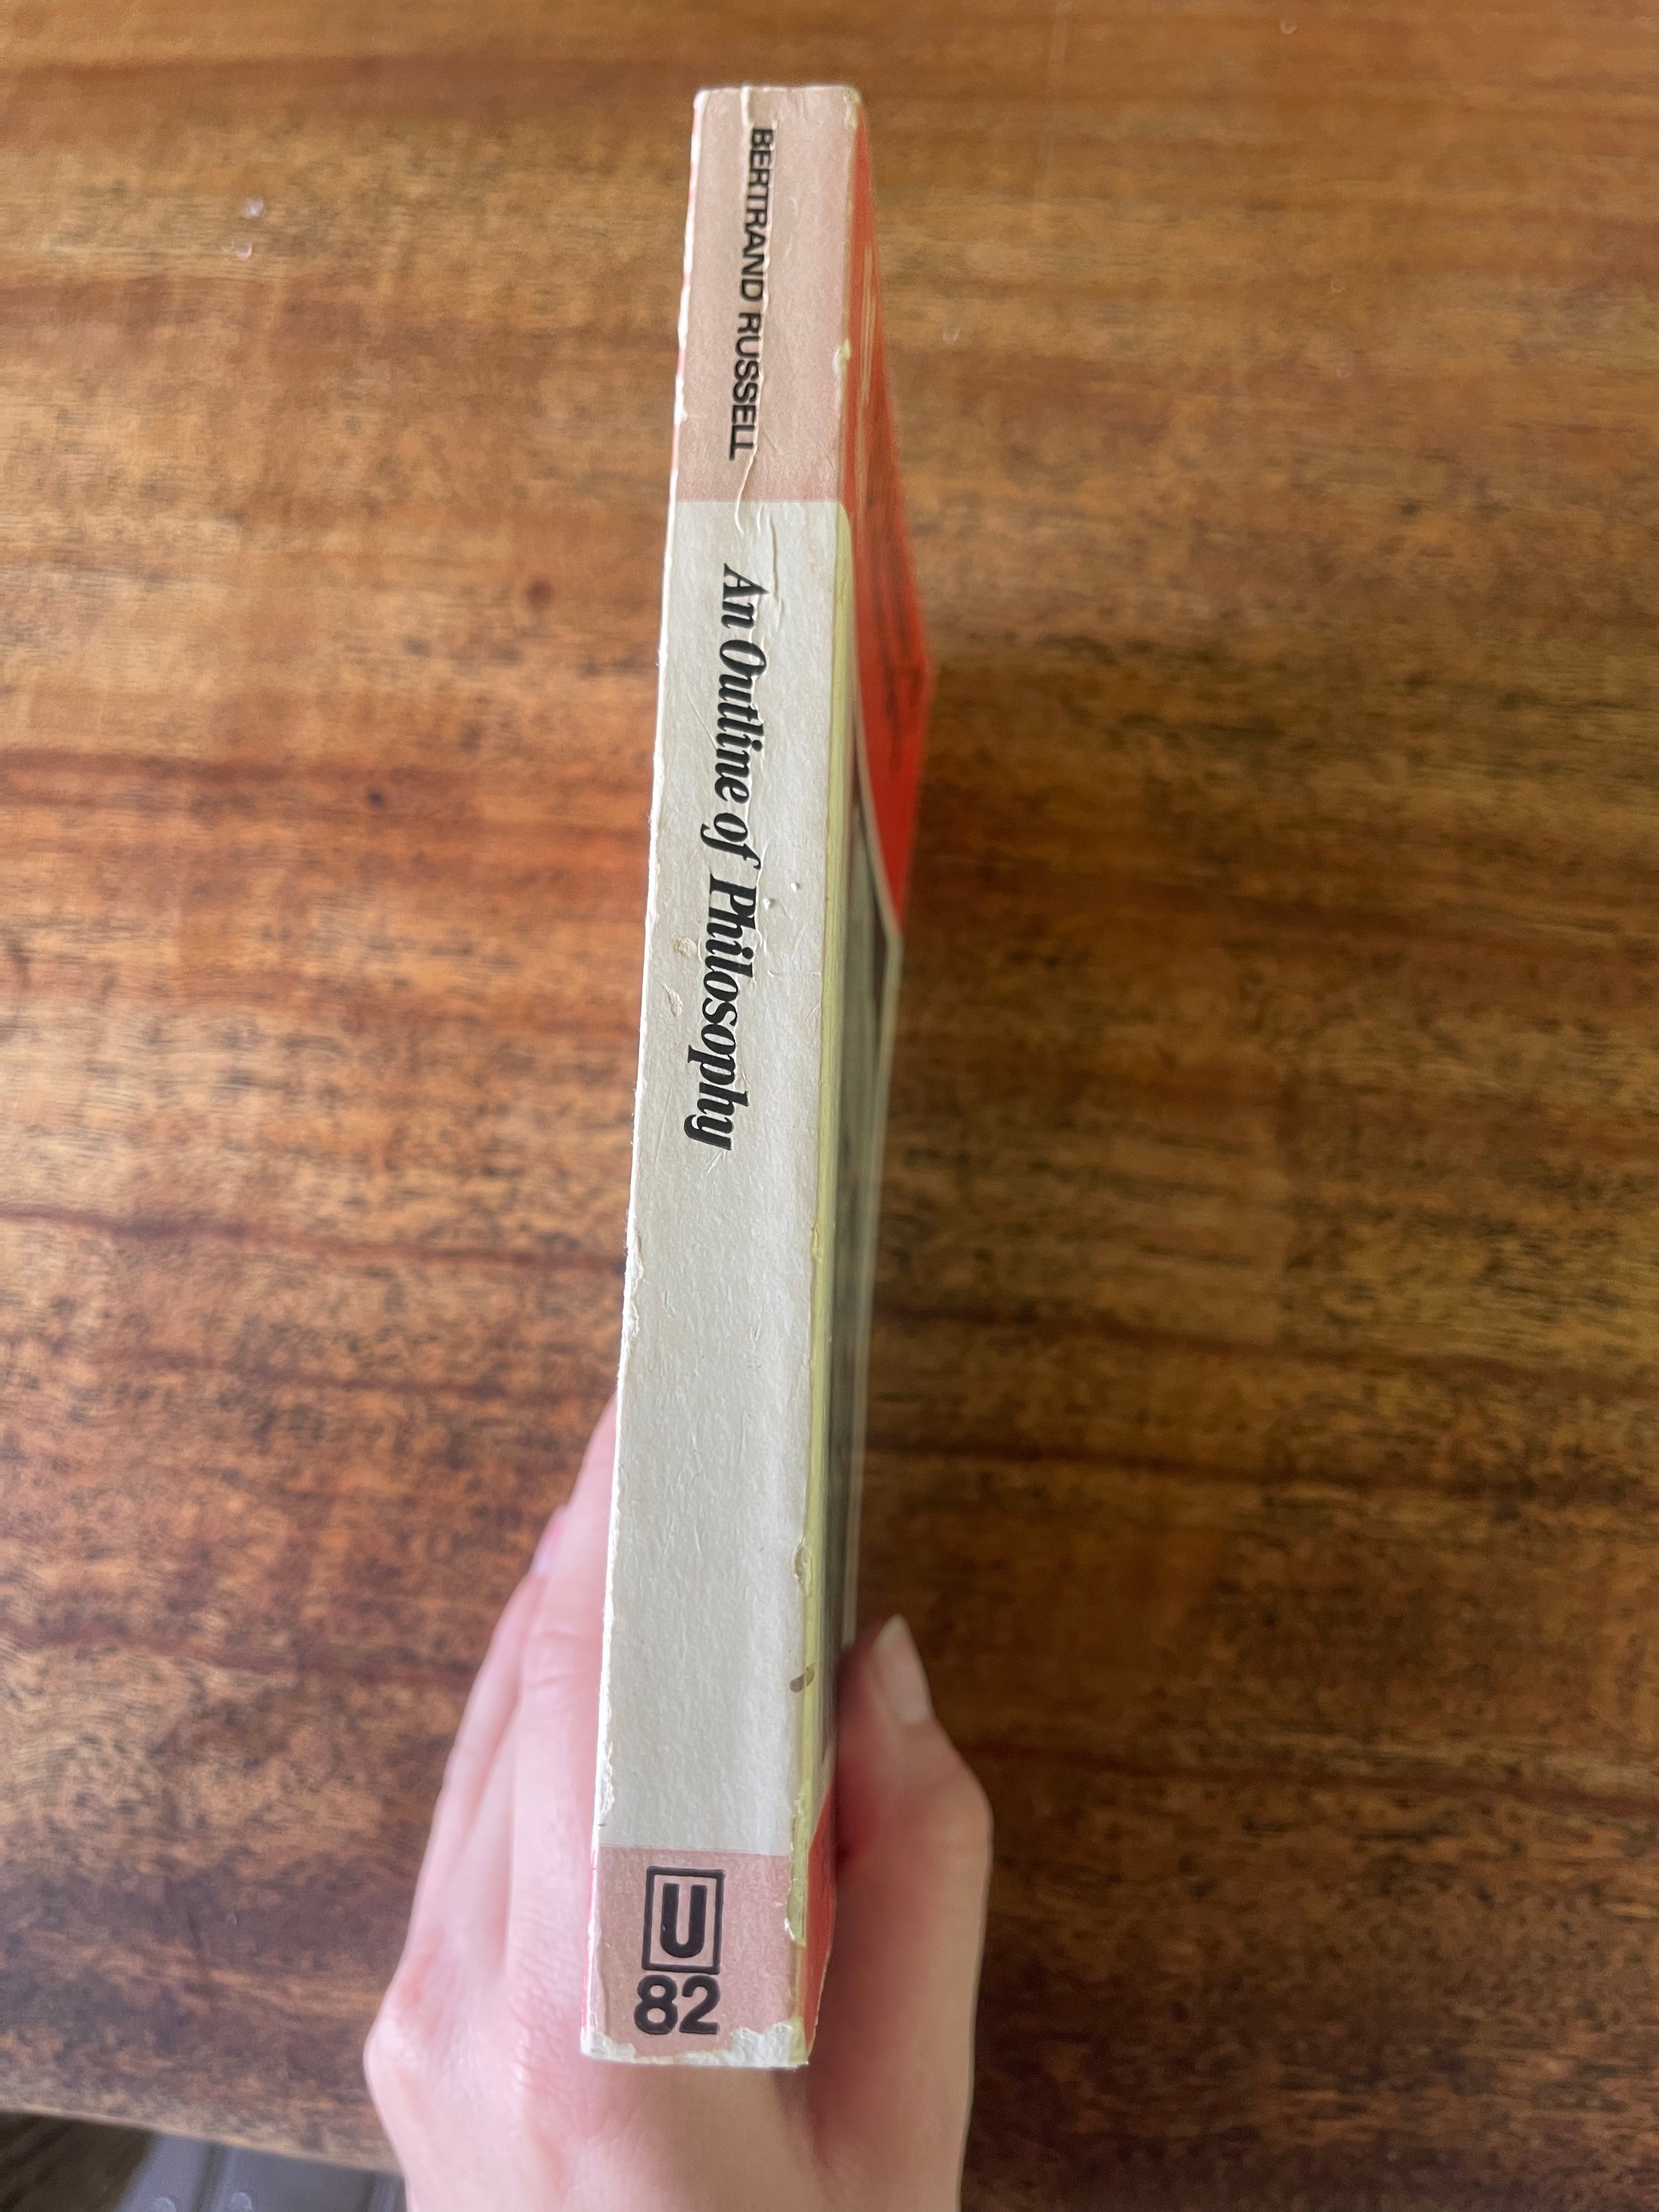 BERTRAND RUSSELL
An Outline of Philosophy
U
82